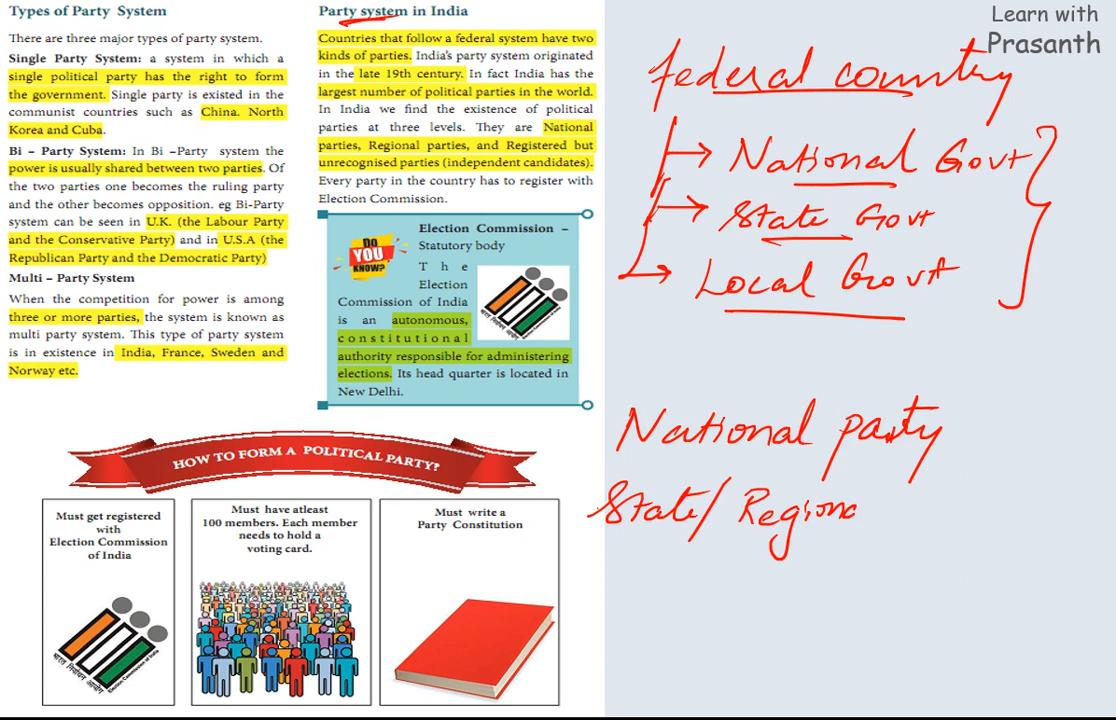 Types of Party System
There are three major types of party system.
Single Party System: a system in which a
single political party has the right to form
the government. Single party is existed in the
communist countries such as China. North
Korea and Cuba.
Bi – Party System: In Bi –Party system the
power is usually shared between two parties. Of
the two parties one becomes the ruling party
and the other becomes opposition. eg Bi-Party
system can be seen in U.K. (the Labour Party
and the Conservative Party) and in U.S.A (the
Republican Party and the Democratic Party)
Multi – Party System
When the competition for power is among
three or more parties, the system is known as
multi party system. This type of party system
is in existence in India, France, Sweden and
Norway etc.
Party system in India
Countries that follow a federal system have two
kinds of parties. India's party system originated
in the late 19th century. In fact India has the
largest number of political parties in the world.
In India we find the existence of political
parties at three levels. They are National
parties, Regional parties, and Registered but
unrecognised parties (independent candidates).
Every party in the country has to register with
Election Commission.
DO
YOU
KNOW?
Election Commission –
Statutory body
The
Election
Commission of India
is an autonomous,
constitutional
authority responsible for administering
elections. Its head quarter is located in
New Delhi.
HOW TO FORM A POLITICAL PARTY?
Must get registered
with
Election Commission
of India
भारत निर्वाचन आयोग
Election Commission of India
Must have atleast
100 members. Each member
needs to hold a
voting card.
Must write a
Party Constitution
Learn with
Prasanth
federal country
National Govt
State Govt
Local Govt
National party
State/ Regiona